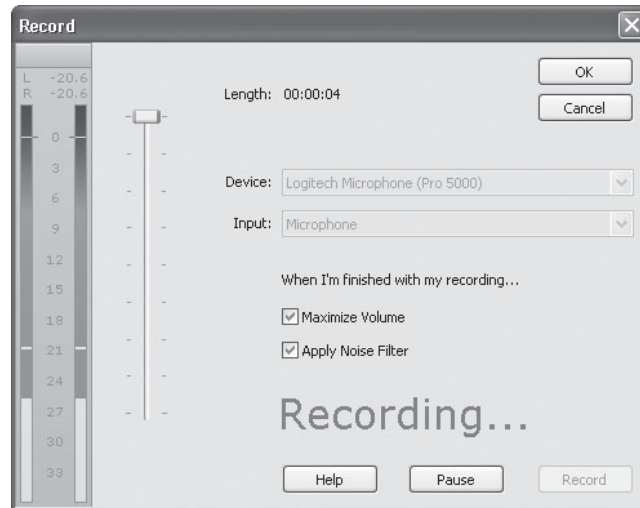 Record
L -20.6
R -20.6
0
3
6
9
12
15
18
21
24
27
30
33
Length: 00:00:04
OK
Cancel
Device: Logitech Microphone (Pro 5000)
Input: Microphone
When I'm finished with my recording...
Maximize Volume
Apply Noise Filter
Recording...
Help Pause Record